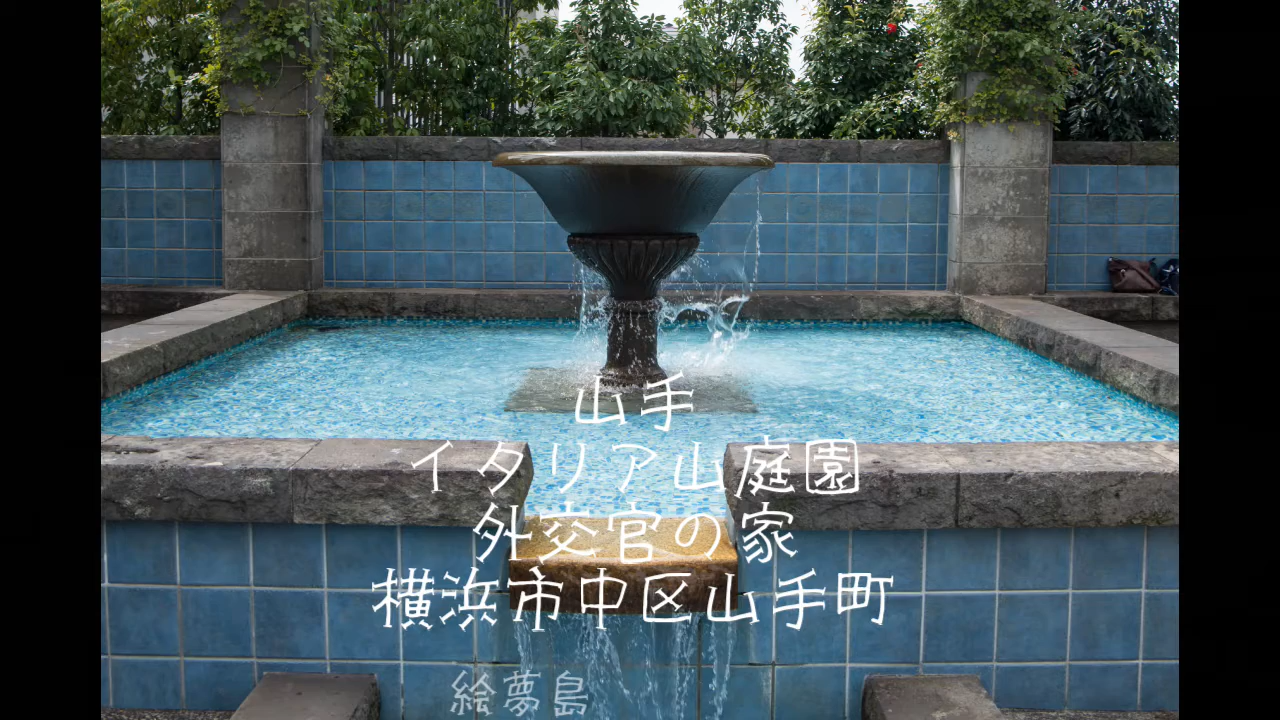 山手
イタリア山庭園
外交官の家
横浜市中区山手町
絵夢島